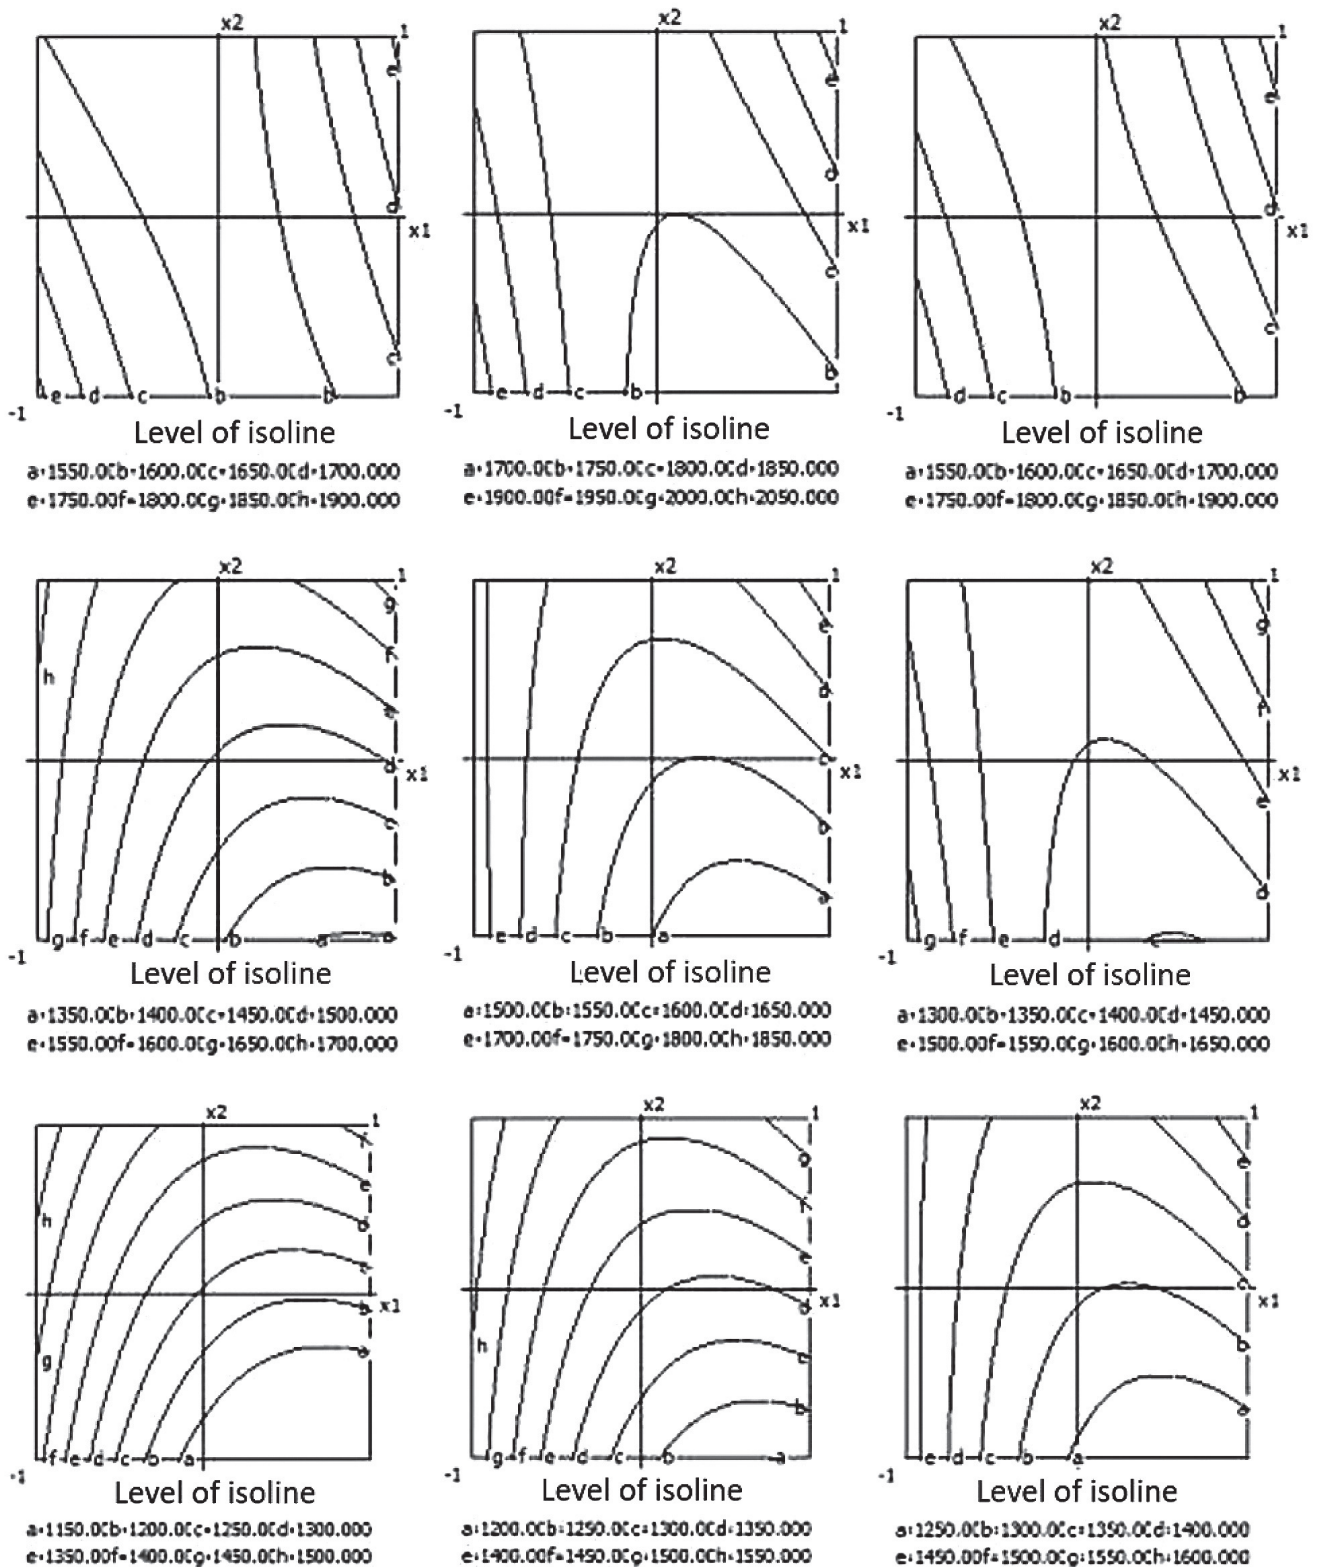 x2 1
x1
e d c b b
-1
Level of isoline
a·1550.0Cb·1600.0Cc·1650.0Cd·1700.000
e·1750.00f=1800.0Cg·1850.0Ch·1900.000
x2 1
e
d
x1
c
b
e d c b
-1
Level of isoline
a·1700.0Cb·1750.0Cc·1800.0Cd·1850.000
e·1900.00f=1950.0Cg·2000.0Ch·2050.000
x2 1
x1
d c b b
-1
Level of isoline
a·1550.0Cb·1600.0Cc·1650.0Cd·1700.000
e·1750.00f=1800.0Cg·1850.0Ch·1900.000
x2 1
g
f
h
e
d x1
c
b
g f e d c b a
-1
Level of isoline
a·1350.0Cb·1400.0Cc·1450.0Cd·1500.000
e·1550.00f=1600.0Cg·1650.0Ch·1700.000
x2
e
d
c x1
b
a
e d c b a
-1
Level of isoline
a:1500.0Cb:1550.0Cc:1600.0Cd:1650.000
e·1700.00f=1750.0Cg·1800.0Ch·1850.000
x2 1
g
f
x1
e
d
g f e d c
-1
Level of isoline
a·1300.0Cb·1350.0Cc·1400.0Cd·1450.000
e·1500.00f=1550.0Cg·1600.0Ch·1650.000
x2 1
f
e
h d
c
b x1
g a
f e d c b a
-1
Level of isoline
a·1150.0Cb·1200.0Cc·1250.0Cd·1300.000
e·1350.00f=1400.0Cg·1450.0Ch·1500.000
x2 1
g
f
e
d x1
h c
b
g f e d c b a
-1
Level of isoline
a:1200.0Cb:1250.0Cc:1300.0Cd:1350.000
e:1400.00f=1450.0Cg:1500.0Ch:1550.000
x2 1
e
d
c x1
b
a
e d c b a
-1
Level of isoline
a:1250.0Cb:1300.0Cc:1350.0Cd:1400.000
e:1450.00f=1500.0Cg:1550.0Ch:1600.000